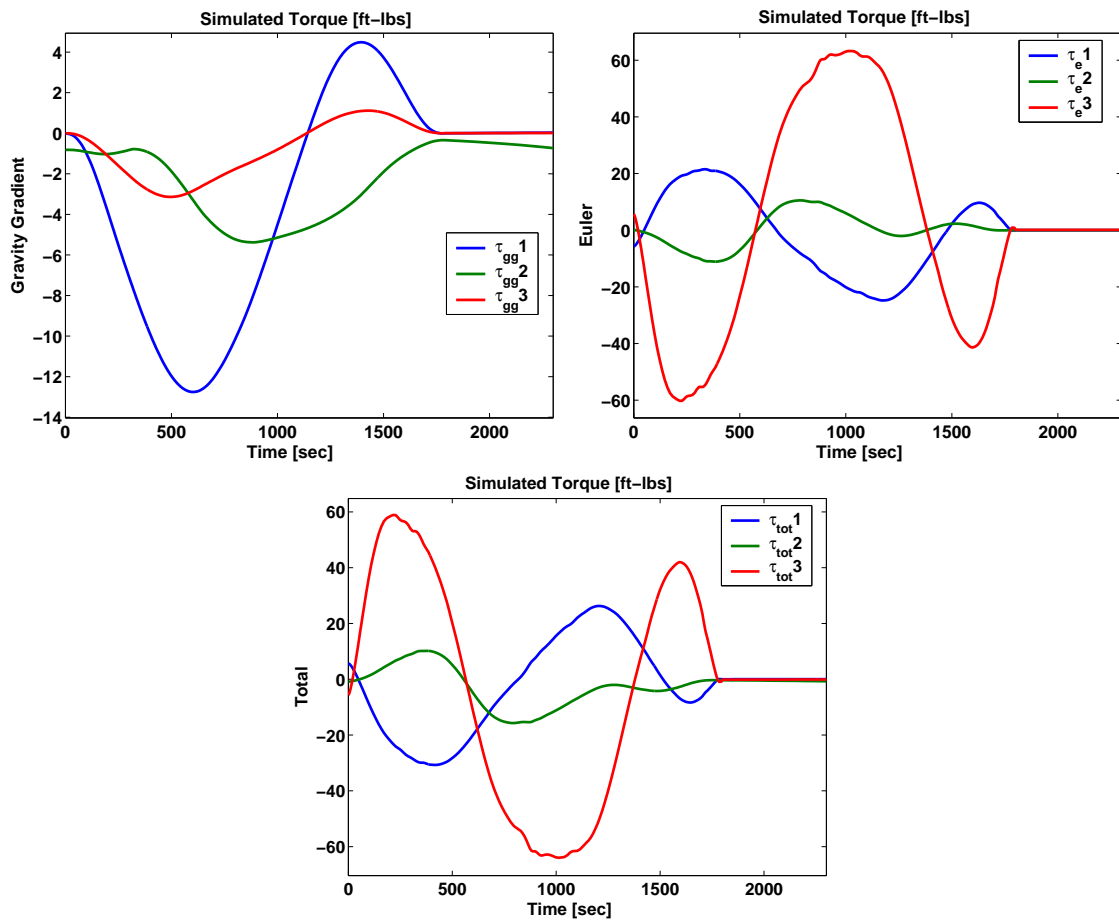 Simulated Torque [ft−lbs]
Gravity Gradient
4
2
0
−2
−4
−6
−8
−10
−12
−14
τgg1
τgg2
τgg3
0 500 1000 1500 2000
Time [sec]
Simulated Torque [ft−lbs]
Euler
60
40
20
0
−20
−40
−60
τe1
τe2
τe3
0 500 1000 1500 2000
Time [sec]
Simulated Torque [ft−lbs]
Total
60
40
20
0
−20
−40
−60
τtot1
τtot2
τtot3
0 500 1000 1500 2000
Time [sec]